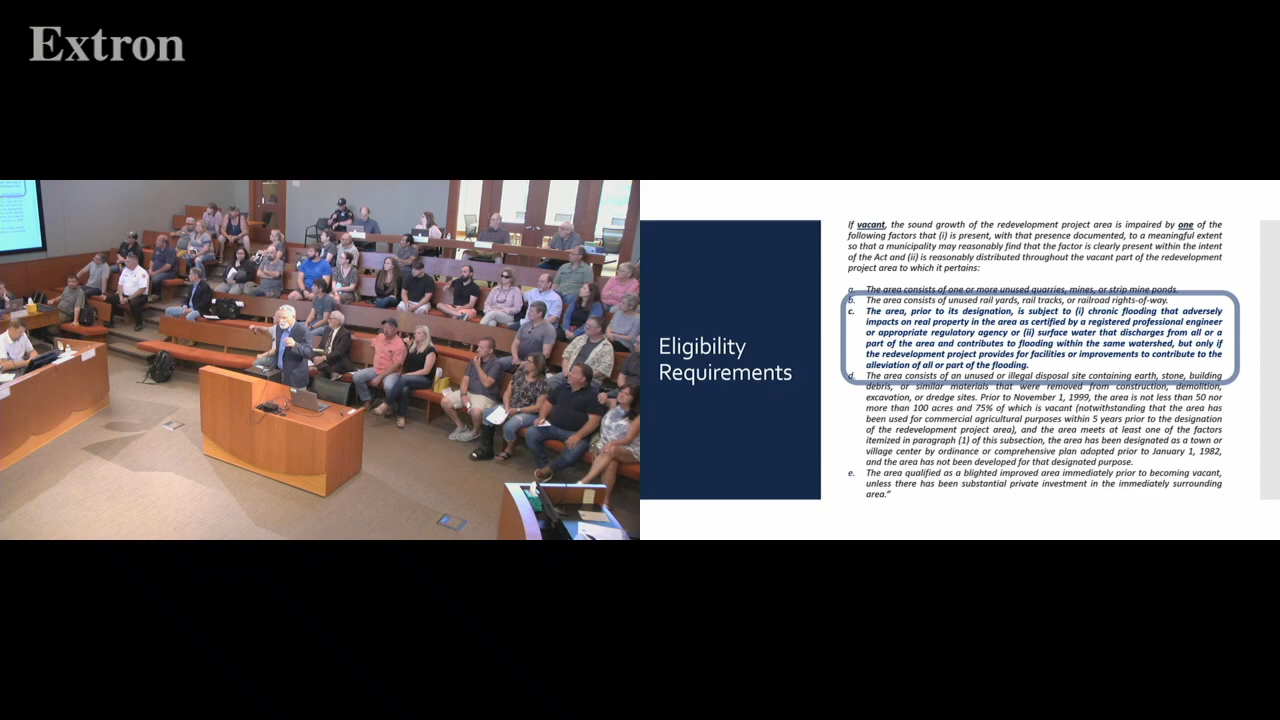 Extron
Eligibility
Requirements
If vacant, the sound growth of the redevelopment project area is impaired by one of the
following factors that (i) is present, with that presence documented, to a meaningful extent
so that a municipality may reasonably find that the factor is clearly present within the intent
of the Act and (ii) is reasonably distributed throughout the vacant part of the redevelopment
project area to which it pertains:
a. The area consists of one or more unused quarries, mines, or strip mine ponds.
b. The area consists of unused rail yards, rail tracks, or railroad rights-of-way.
c. The area, prior to its designation, is subject to (i) chronic flooding that adversely
impacts on real property in the area as certified by a registered professional engineer
or appropriate regulatory agency or (ii) surface water that discharges from all or a
part of the area and contributes to flooding within the same watershed, but only if
the redevelopment project provides for facilities or improvements to contribute to the
alleviation of all or part of the flooding.
d. The area consists of an unused or illegal disposal site containing earth, stone, building
debris, or similar materials that were removed from construction, demolition,
excavation, or dredge sites. Prior to November 1, 1999, the area is not less than 50 nor
more than 100 acres and 75% of which is vacant (notwithstanding that the area has
been used for commercial agricultural purposes within 5 years prior to the designation
of the redevelopment project area), and the area meets at least one of the factors
itemized in paragraph (1) of this subsection, the area has been designated as a town or
village center by ordinance or comprehensive plan adopted prior to January 1, 1982,
and the area has not been developed for that designated purpose.
e. The area qualified as a blighted improved area immediately prior to becoming vacant,
unless there has been substantial private investment in the immediately surrounding
area.”